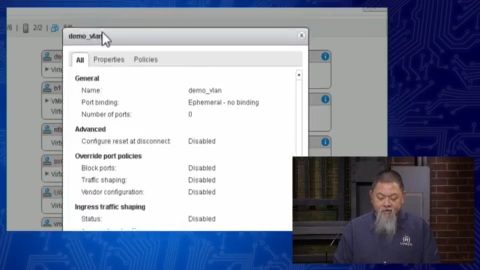 2/2
demo_vlan
All Properties Policies
General
Name: demo_vlan
Port binding: Ephemeral - no binding
Number of ports: 0
Advanced
Configure reset at disconnect: Disabled
Override port policies
Block ports: Disabled
Traffic shaping: Disabled
Vendor configuration: Disabled
Ingress traffic shaping
Status: Disabled